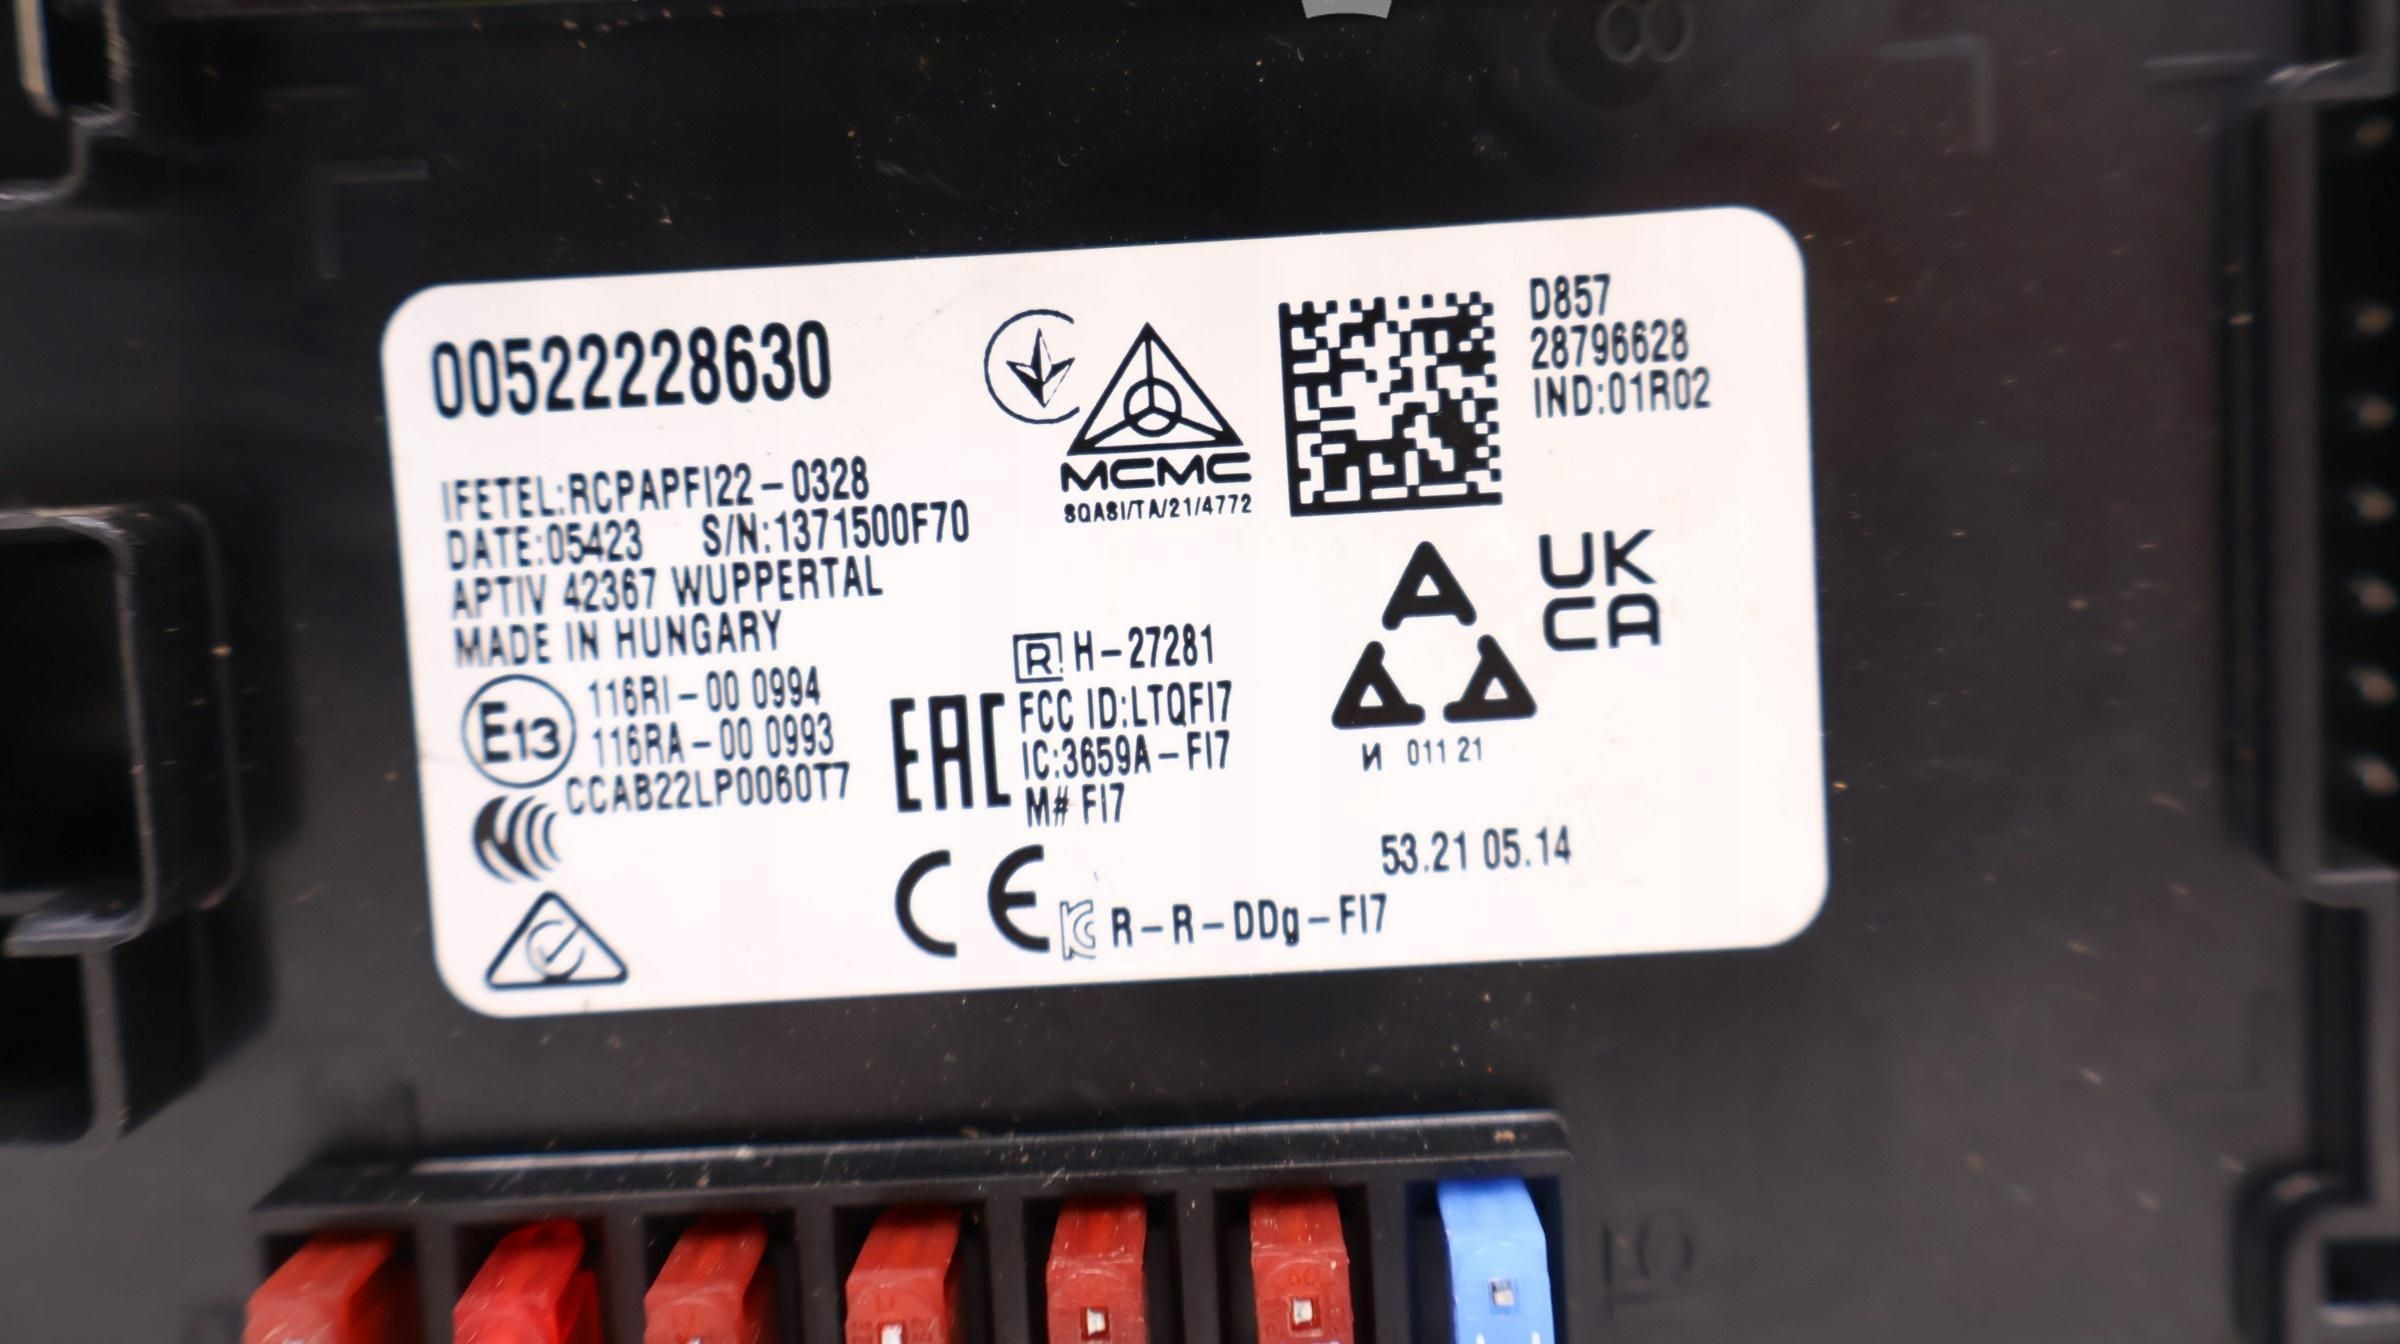 00522228630
IFETEL:RCPAPFI22-0328
DATE:05423 S/N:1371500F70
APTIV 42367 WUPPERTAL
MADE IN HUNGARY
E13
116RI-00 0994
116RA-00 0993
CCAB22LP0060T7
MCMC
SQASI/TA/21/4772
D857
28796628
IND:01R02
UK
CA
R H-27281
EAC
FCC ID:LTQFI7
IC:3659A-FI7
M# FI7
И 011 21
53.21 05.14
CE
R-R-DDg-FI7
8